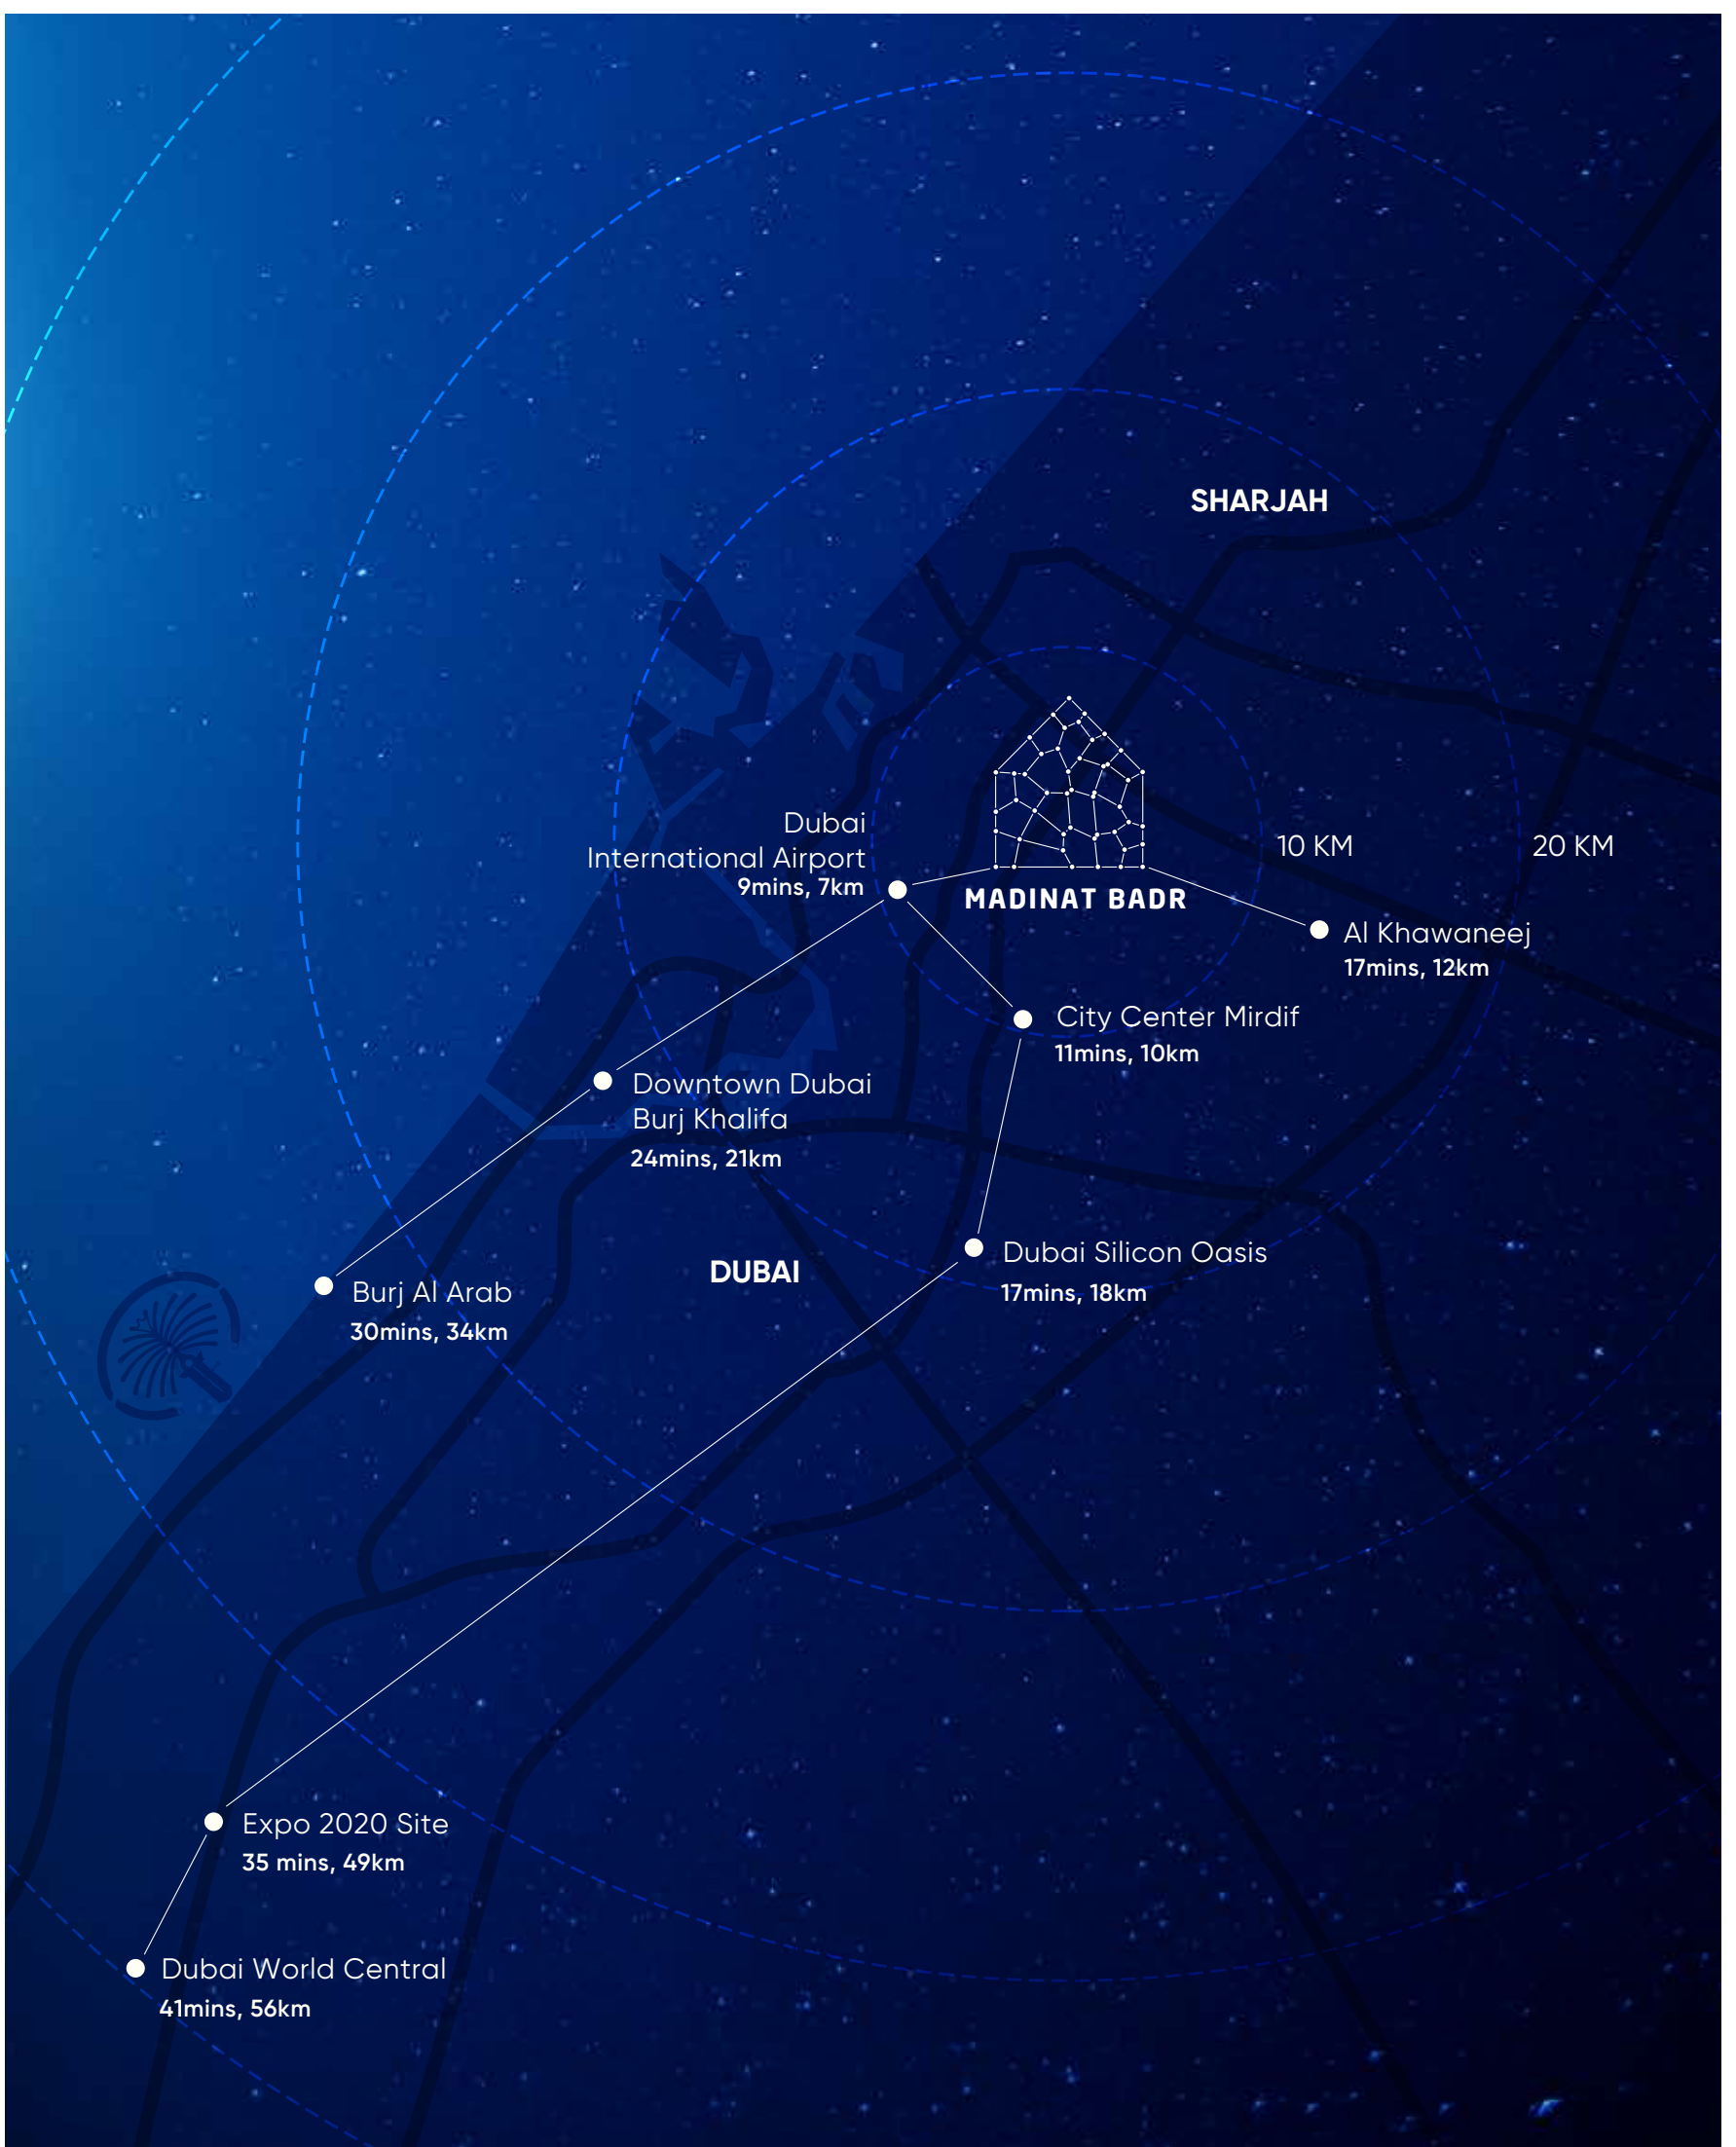 SHARJAH
Dubai
International Airport
9mins, 7km
MADINAT BADR
10 KM
20 KM
Al Khawaneej
17mins, 12km
City Center Mirdif
11mins, 10km
Downtown Dubai
Burj Khalifa
24mins, 21km
Dubai Silicon Oasis
17mins, 18km
DUBAI
Burj Al Arab
30mins, 34km
Expo 2020 Site
35 mins, 49km
Dubai World Central
41mins, 56km